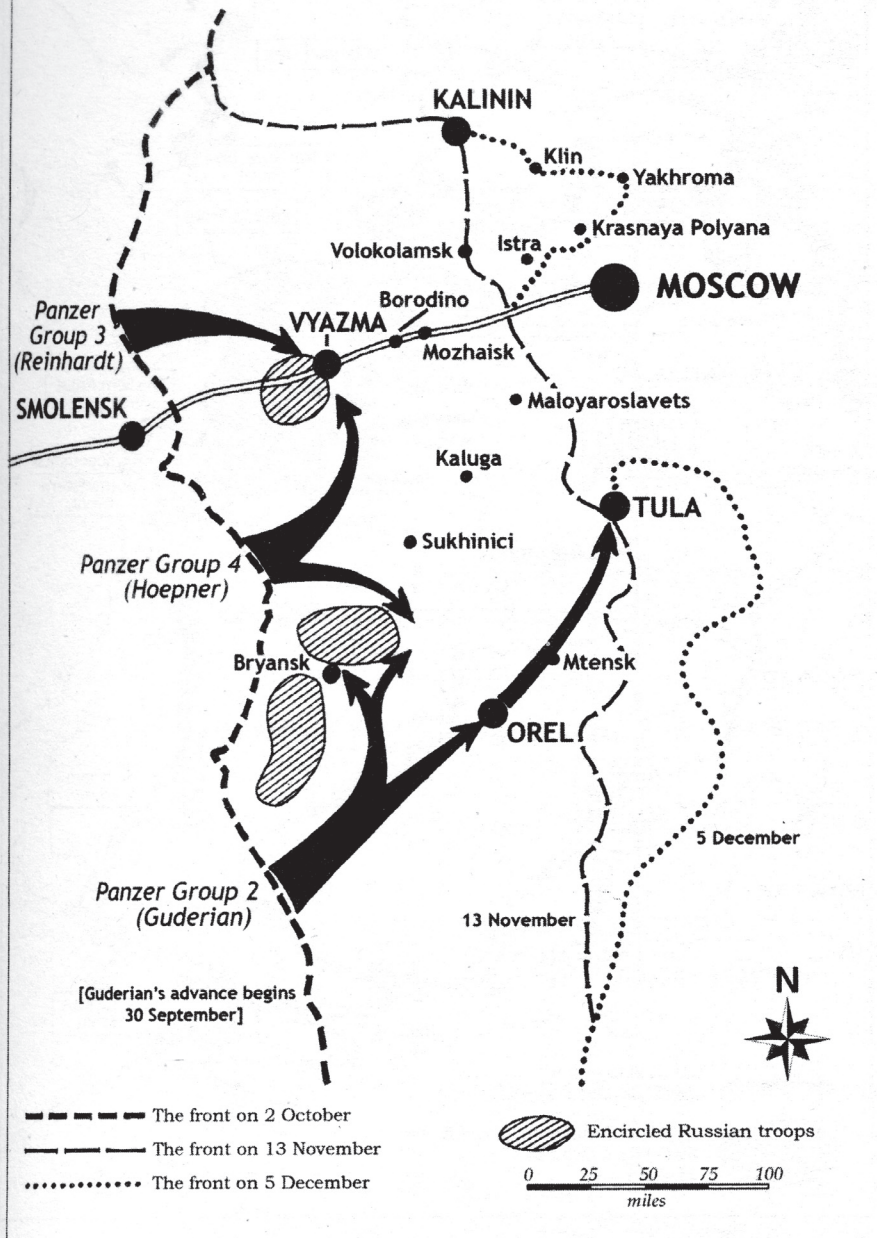 KALININ
Klin
Yakhroma
Krasnaya Polyana
Istra
Volokolamsk
MOSCOW
Borodino
Panzer
Group 3
(Reinhardt)
VYAZMA
Mozhaisk
SMOLENSK
Maloyaroslavets
Kaluga
TULA
Sukhinici
Panzer Group 4
(Hoepner)
Bryansk
Mtensk
OREL
5 December
Panzer Group 2
(Guderian)
13 November
[Guderian's advance begins
30 September]
N
The front on 2 October
The front on 13 November
The front on 5 December
Encircled Russian troops
0 25 50 75 100
miles